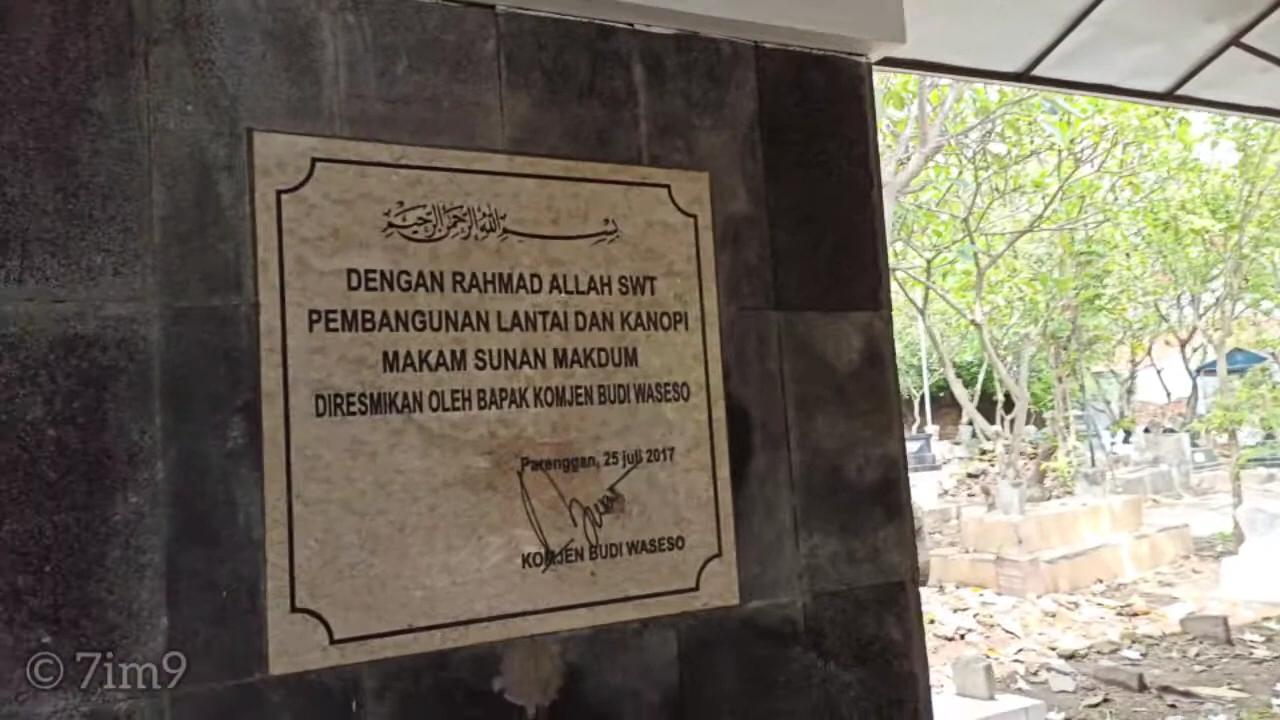 بسم الله الرحمن الرحيم
DENGAN RAHMAD ALLAH SWT
PEMBANGUNAN LANTAI DAN KANOPI
MAKAM SUNAN MAKDUM
DIRESMIKAN OLEH BAPAK KOMJEN BUDI WASESO
Parenggan, 25 juli 2017
KOMJEN BUDI WASESO
© 7im9